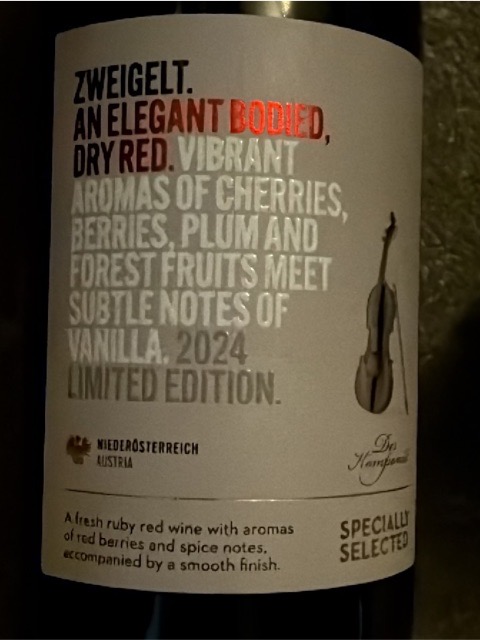 ZWEIGELT.
AN ELEGANT BODIED,
DRY RED. VIBRANT
AROMAS OF CHERRIES,
BERRIES, PLUM AND
FOREST FRUITS MEET
SUBTLE NOTES OF
VANILLA. 2024
LIMITED EDITION.
NIEDERÖSTERREICH
AUSTRIA
Der
A fresh ruby red wine with aromas
of red berries and spice notes,
accompanied by a smooth finish.
SPECIALLY
SELECTED